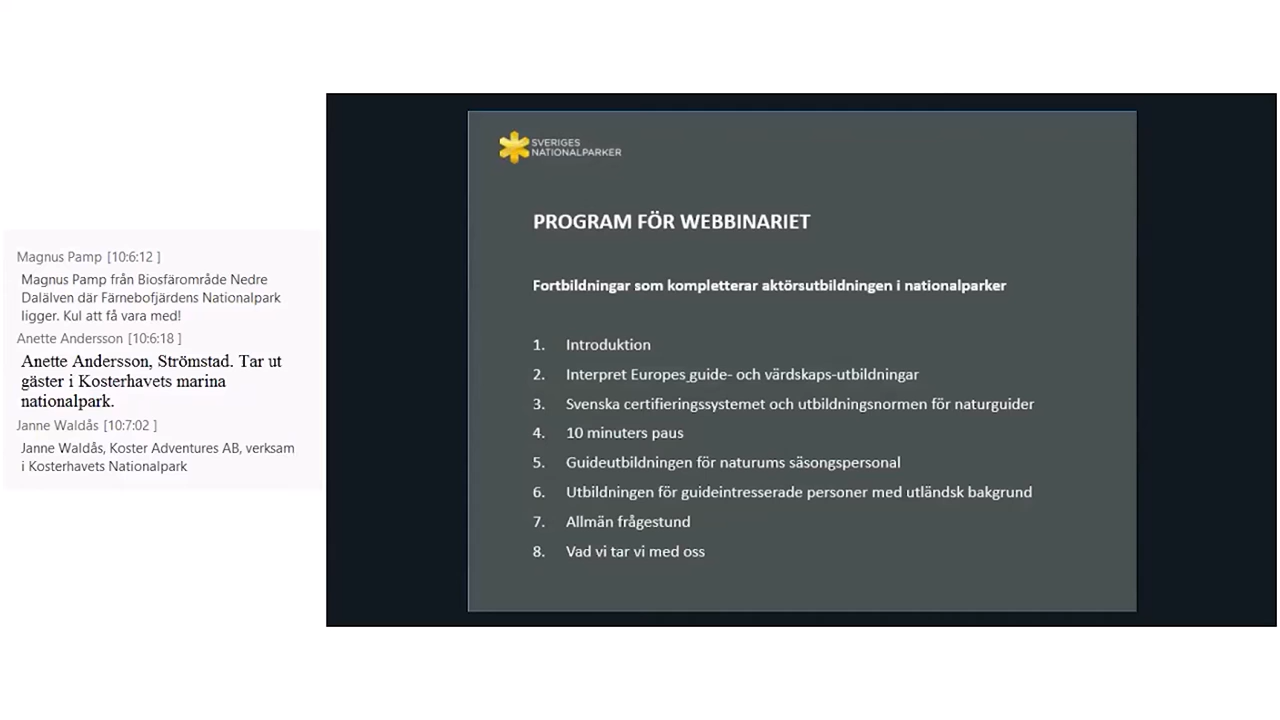 Magnus Pamp [10:6:12 ]
Magnus Pamp från Biosfärområde Nedre
Dalälven där Färnebofjärdens Nationalpark
ligger. Kul att få vara med!
Anette Andersson [10:6:18 ]
Anette Andersson, Strömstad. Tar ut
gäster i Kosterhavets marina
nationalpark.
Janne Waldås [10:7:02 ]
Janne Waldås, Koster Adventures AB, verksam
i Kosterhavets Nationalpark
SVERIGES
NATIONALPARKER
PROGRAM FÖR WEBBINARIET
Fortbildningar som kompletterar aktörsutbildningen i nationalparker
1. Introduktion
2. Interpret Europes guide- och värdskaps-utbildningar
3. Svenska certifieringssystemet och utbildningsnormen för naturguider
4. 10 minuters paus
5. Guideutbildningen för naturums säsongspersonal
6. Utbildningen för guideintresserade personer med utländsk bakgrund
7. Allmän frågestund
8. Vad vi tar vi med oss